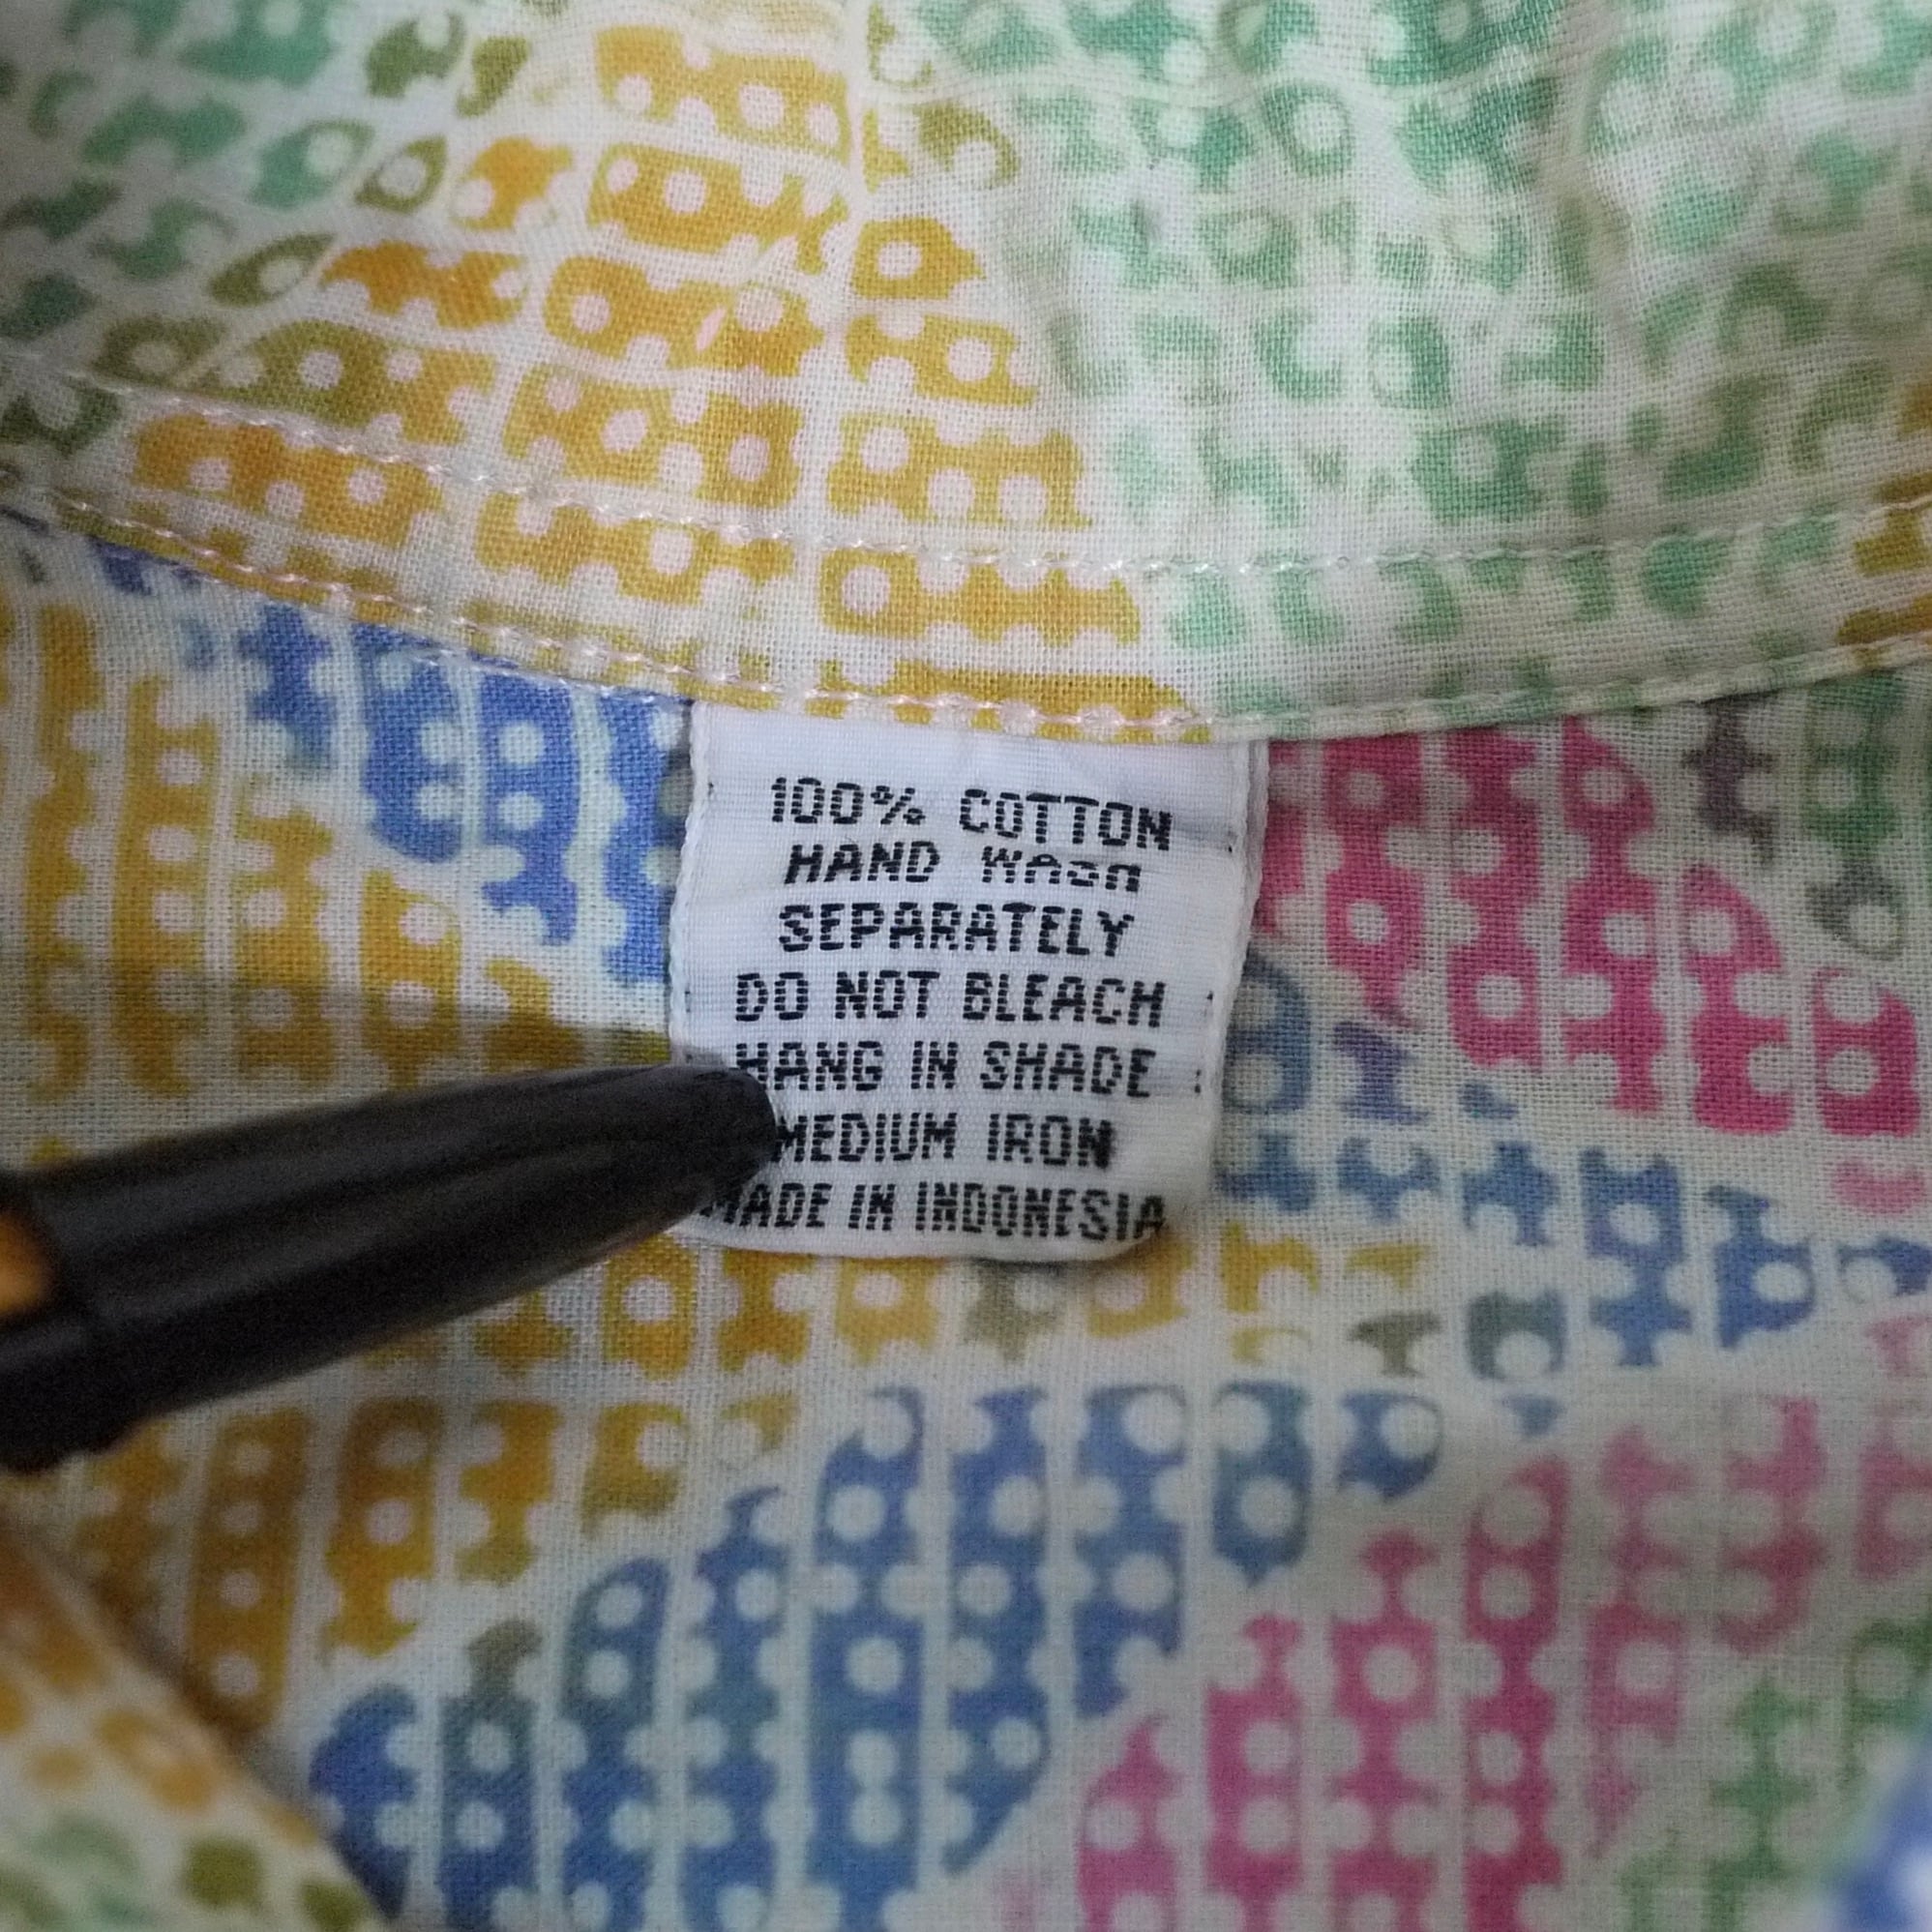 100% COTTON
HAND WASH
SEPARATELY
DO NOT BLEACH
HANG IN SHADE
MEDIUM IRON
MADE IN INDONESIA